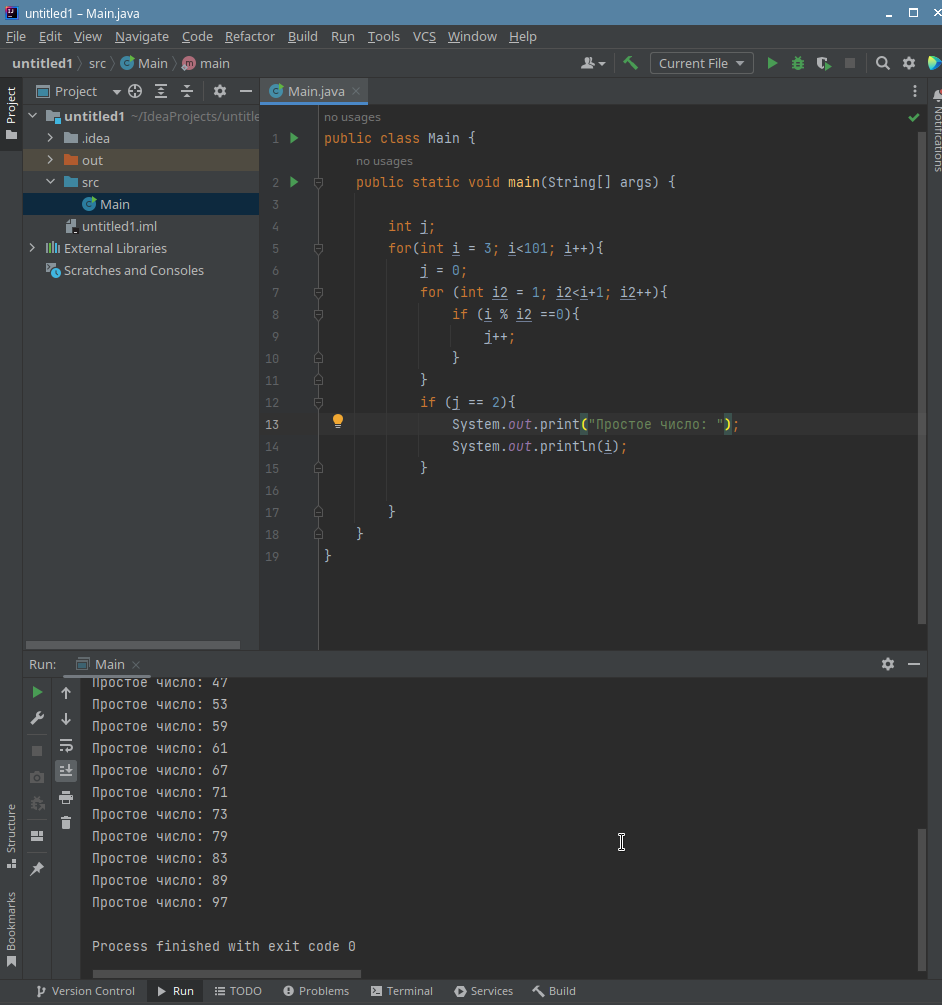 untitled1 – Main.java
File Edit View Navigate Code Refactor Build Run Tools VCS Window Help
untitled1 src Main main Current File
Project
Project
Main.java
Notifications
untitled1 ~/IdeaProjects/untitle
.idea
out
src
Main
untitled1.iml
External Libraries
Scratches and Consoles
no usages
1 public class Main {
no usages
2 public static void main(String[] args) {
3
4 int j;
5 for(int i = 3; i<101; i++){
6 j = 0;
7 for (int i2 = 1; i2<i+1; i2++){
8 if (i % i2 ==0){
9 j++;
10 }
11 }
12 if (j == 2){
13 System.out.print("Простое число: ");
14 System.out.println(i);
15 }
16
17 }
18 }
19 }
Run: Main
Простое число: 47
Простое число: 53
Простое число: 59
Простое число: 61
Простое число: 67
Простое число: 71
Простое число: 73
Простое число: 79
Простое число: 83
Простое число: 89
Простое число: 97
Process finished with exit code 0
Structure
Bookmarks
Version Control Run TODO Problems Terminal Services Build